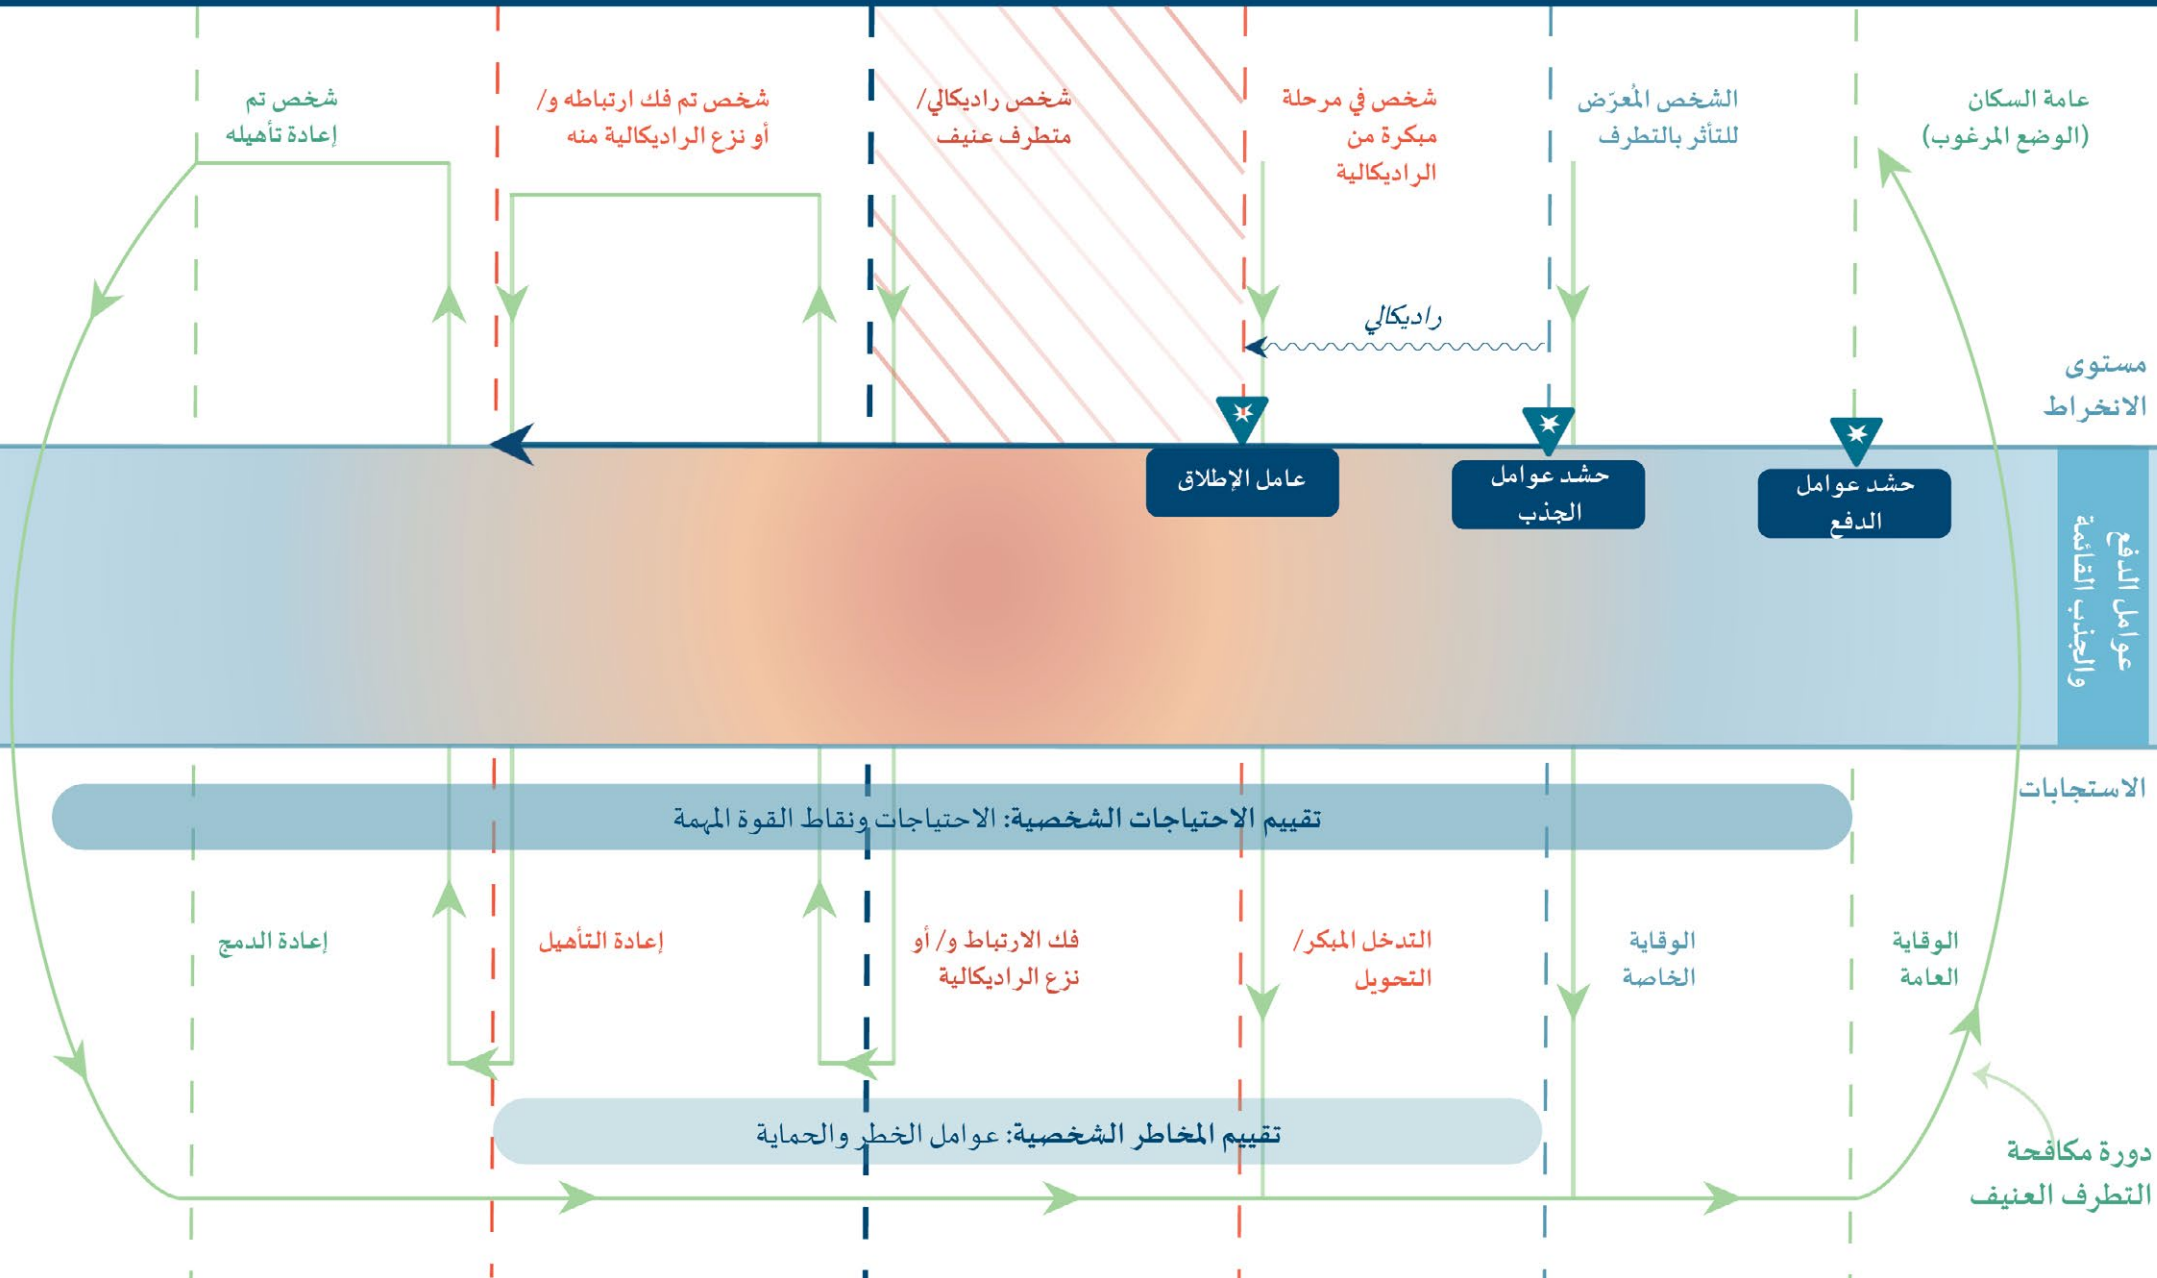 عامة السكان
(الوضع المرغوب)
الشخص المُعرّض
للتأثر بالتطرف
شخص في مرحلة
مبكرة من
الراديكالية
شخص راديكالي/
متطرف عنيف
شخص تم فك ارتباطه و/
أو نزع الراديكالية منه
شخص تم
إعادة تأهيله
راديكالي
مستوى
الانخراط
حشد عوامل
الدفع
حشد عوامل
الجذب
عامل الإطلاق
عوامل الدفع
والجذب القائمة
الاستجابات
تقييم الاحتياجات الشخصية: الاحتياجات ونقاط القوة المهمة
الوقاية
العامة
الوقاية
الخاصة
التدخل المبكر/
التحويل
فك الارتباط و/ أو
نزع الراديكالية
إعادة التأهيل
إعادة الدمج
تقييم المخاطر الشخصية: عوامل الخطر والحماية
دورة مكافحة
التطرف العنيف